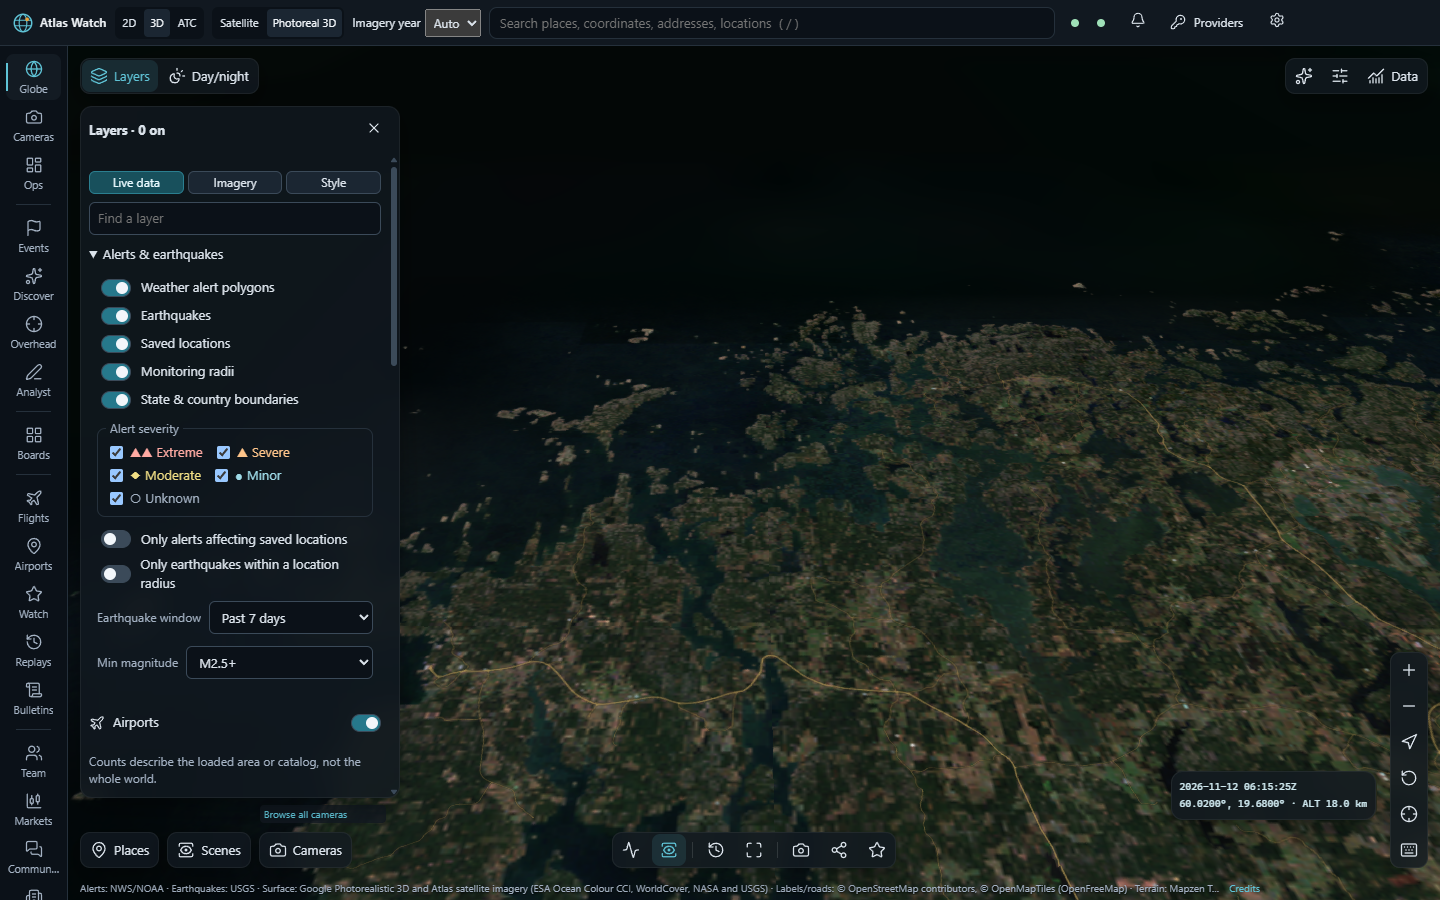 Atlas Watch
2D 3D ATC
Satellite Photoreal 3D
Imagery year Auto
Search places, coordinates, addresses, locations ( / )
Providers
Globe
Cameras
Ops
Events
Discover
Overhead
Analyst
Boards
Flights
Airports
Watch
Replays
Bulletins
Team
Markets
Commun...
Layers Day/night
Data
Layers · 0 on
Live data Imagery Style
Find a layer
Alerts & earthquakes
Weather alert polygons
Earthquakes
Saved locations
Monitoring radii
State & country boundaries
Alert severity
Extreme Severe
Moderate Minor
Unknown
Only alerts affecting saved locations
Only earthquakes within a location
radius
Earthquake window Past 7 days
Min magnitude M2.5+
Airports
Counts describe the loaded area or catalog, not the
whole world.
Browse all cameras
Places Scenes Cameras
2026-11-12 06:15:25Z
60.0200°, 19.6800° · ALT 18.0 km
Alerts: NWS/NOAA · Earthquakes: USGS · Surface: Google Photorealistic 3D and Atlas satellite imagery (ESA Ocean Colour CCI, WorldCover, NASA and USGS) · Labels/roads: © OpenStreetMap contributors, © OpenMapTiles (OpenFreeMap) · Terrain: Mapzen T... Credits